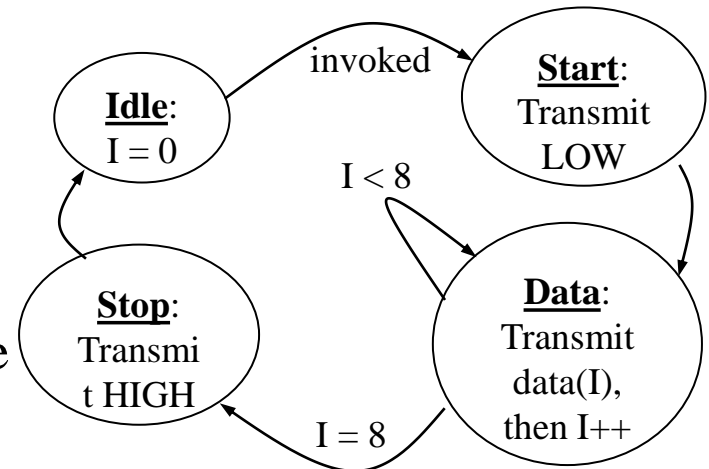 invoked
Idle:
I = 0
Start:
Transmit
LOW
I < 8
Data:
Transmit
data(I),
then I++
Stop:
Transmi
t HIGH
e
I = 8